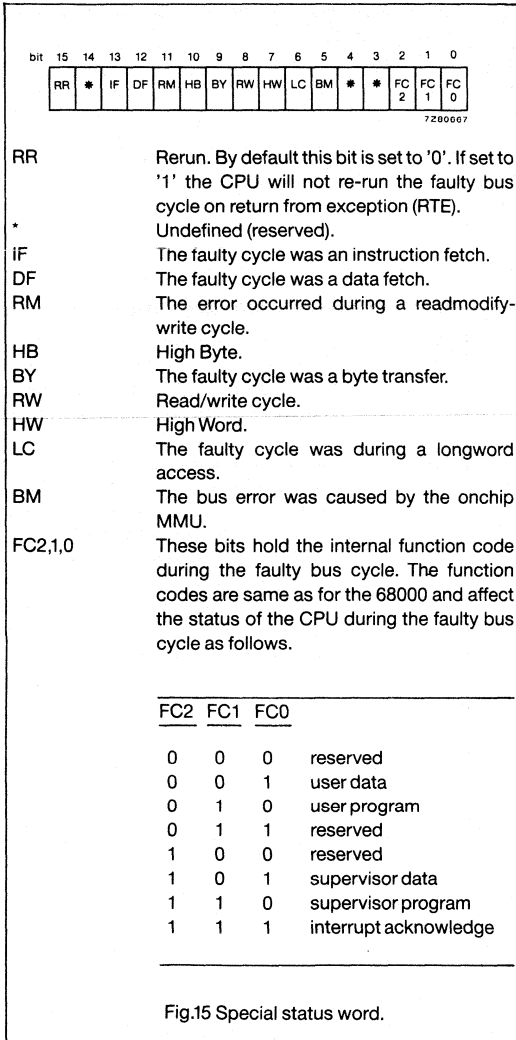 bit 15 14 13 12 11 10 9 8 7 6 5 4 3 2 1 0
RR * IF DF RM HB BY RW HW LC BM * * FC2 FC1 FC0
7Z80667
RR Rerun. By default this bit is set to '0'. If set to
'1' the CPU will not re-run the faulty bus
cycle on return from exception (RTE).
* Undefined (reserved).
IF The faulty cycle was an instruction fetch.
DF The faulty cycle was a data fetch.
RM The error occurred during a readmodify-
write cycle.
HB High Byte.
BY The faulty cycle was a byte transfer.
RW Read/write cycle.
HW High Word.
LC The faulty cycle was during a longword
access.
BM The bus error was caused by the onchip
MMU.
FC2,1,0 These bits hold the internal function code
during the faulty bus cycle. The function
codes are same as for the 68000 and affect
the status of the CPU during the faulty bus
cycle as follows.
FC2 FC1 FC0
0 0 0 reserved
0 0 1 user data
0 1 0 user program
0 1 1 reserved
1 0 0 reserved
1 0 1 supervisor data
1 1 0 supervisor program
1 1 1 interrupt acknowledge
Fig.15 Special status word.